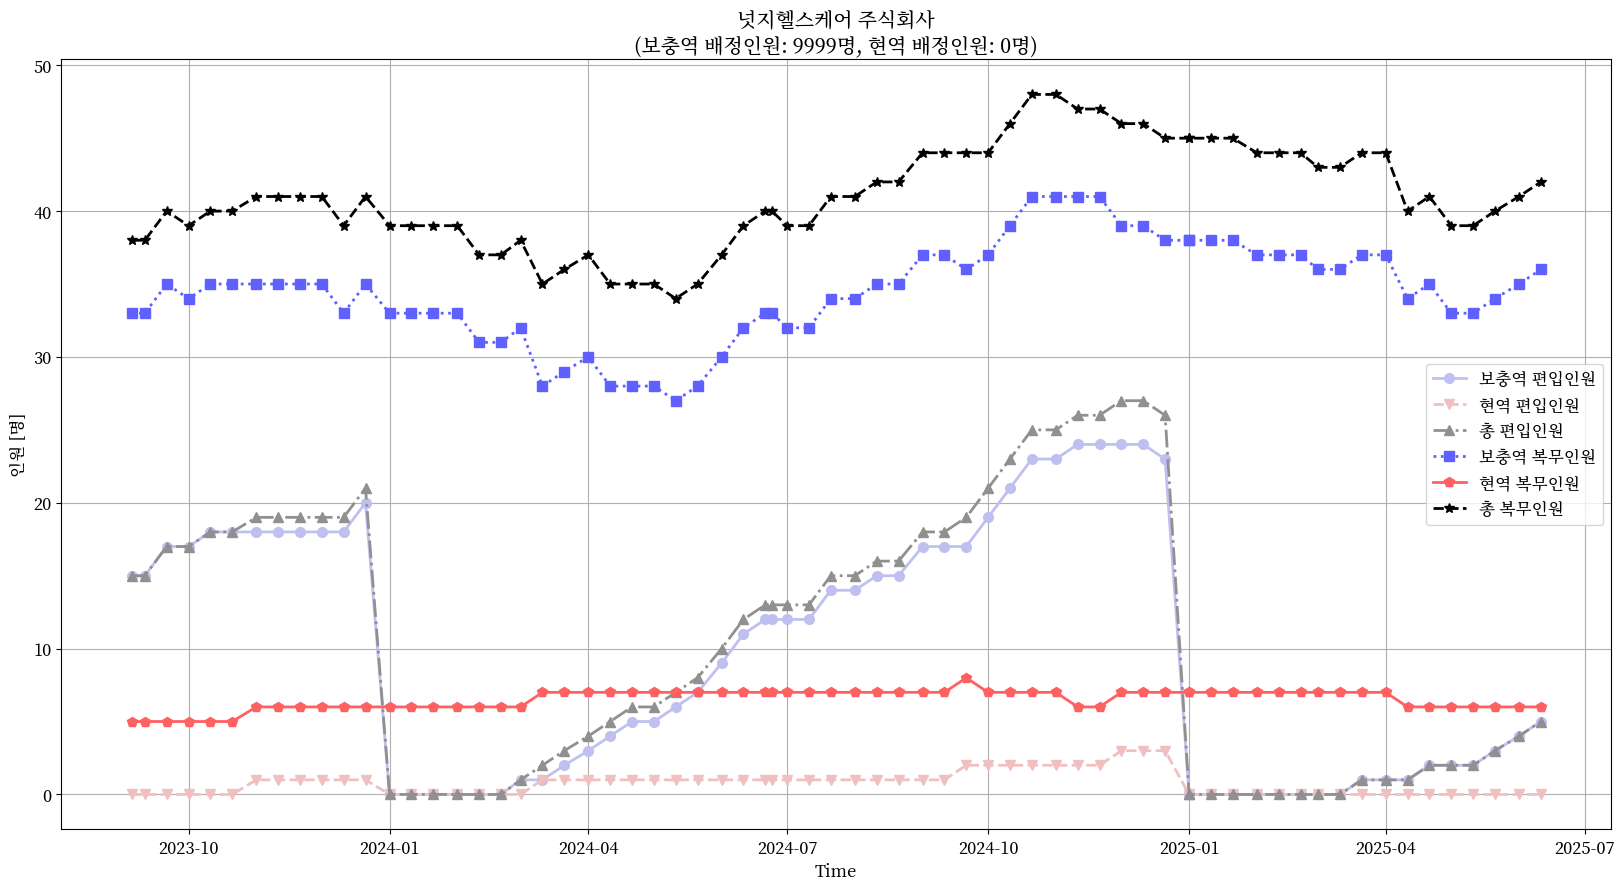 넛지헬스케어 주식회사
(보충역 배정인원: 9999명, 현역 배정인원: 0명)
50
40
30
20
10
0
인원 [명]
보충역 편입인원
현역 편입인원
총 편입인원
보충역 복무인원
현역 복무인원
총 복무인원
2023-10
2024-01
2024-04
2024-07
2024-10
2025-01
2025-04
2025-07
Time